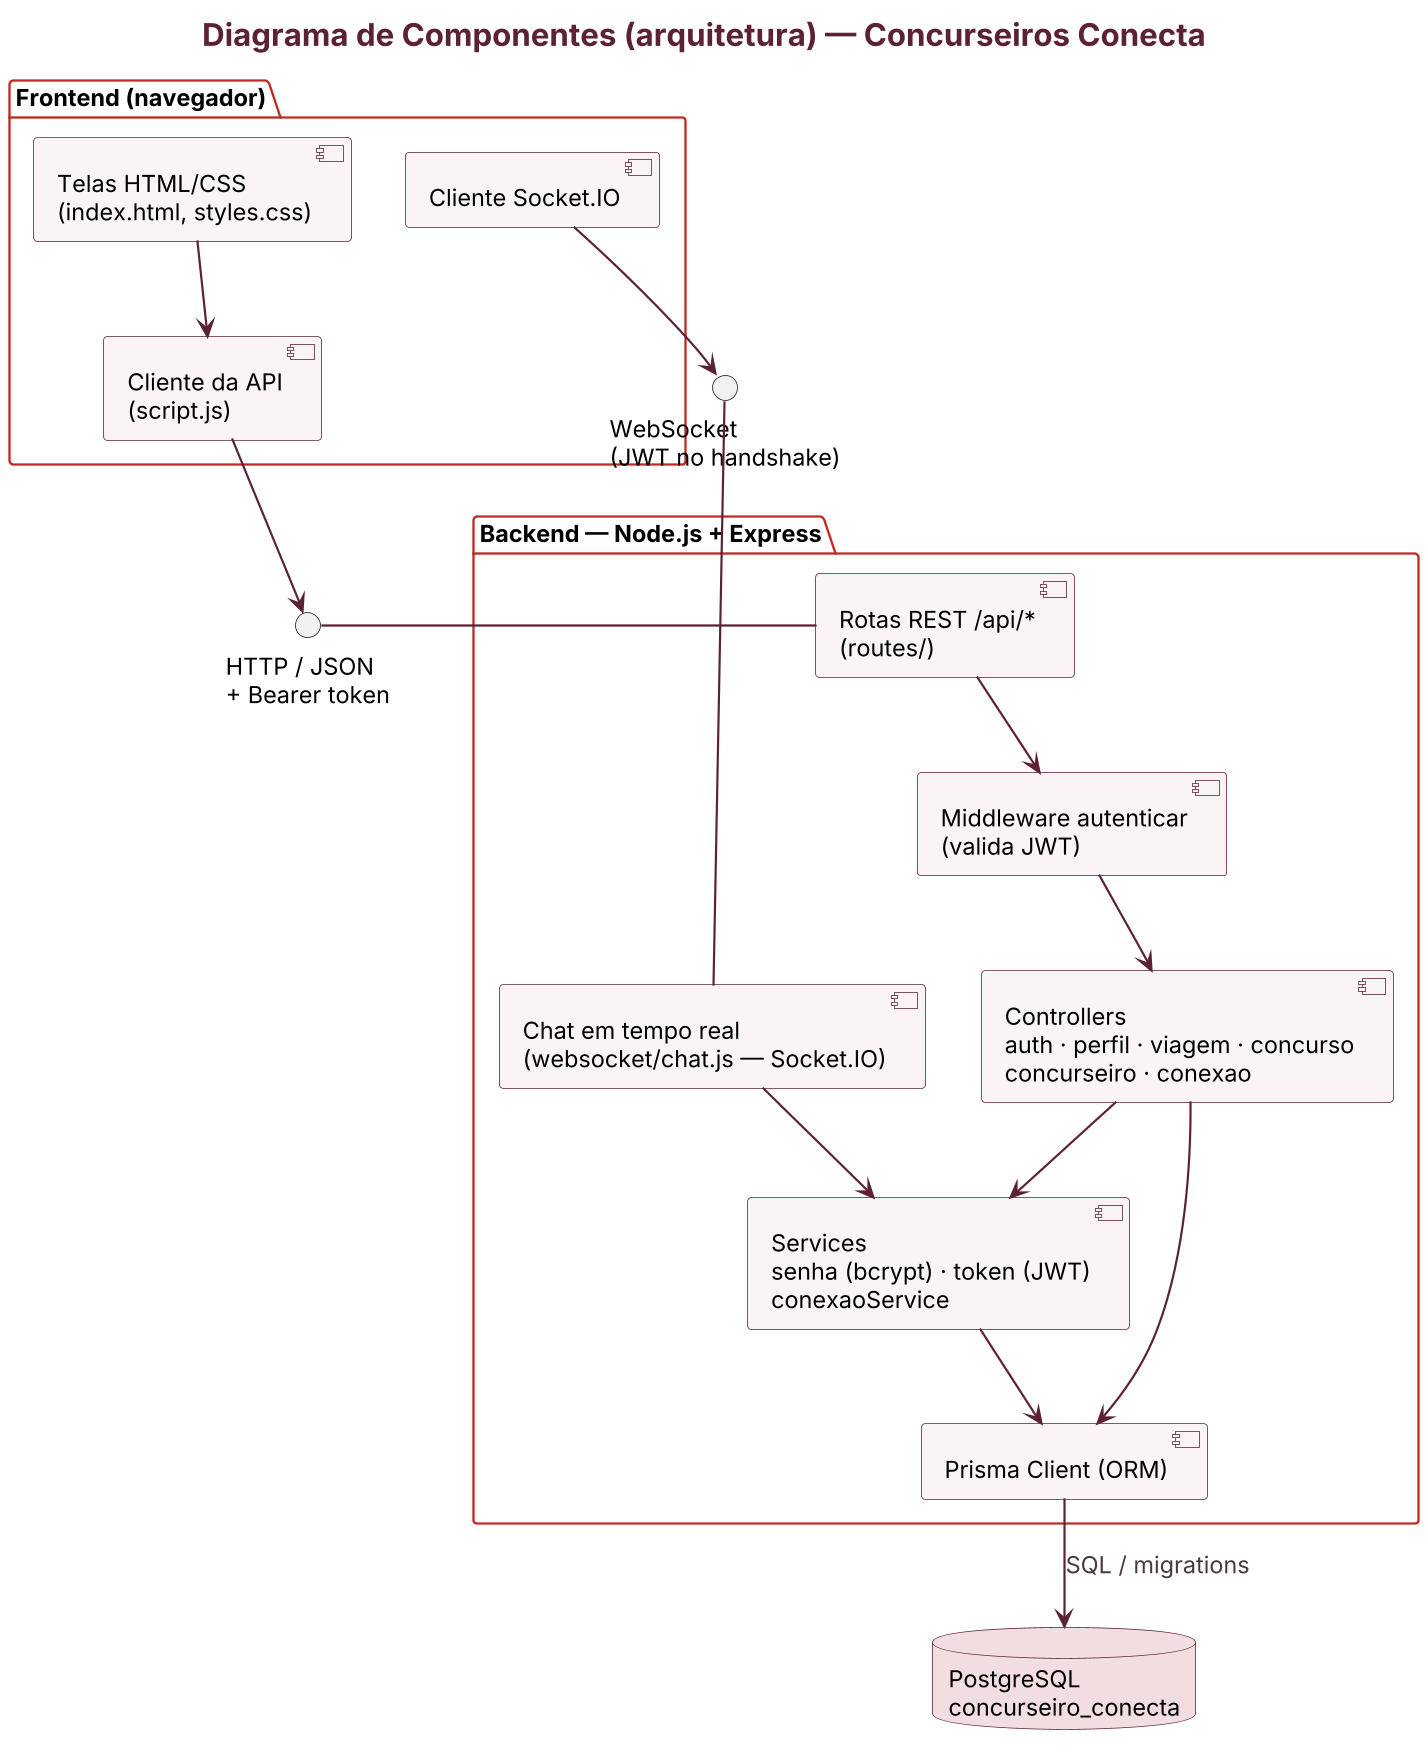 Diagrama de Componentes (arquitetura) — Concurseiros Conecta
Frontend (navegador)
Telas HTML/CSS
(index.html, styles.css)
Cliente Socket.IO
Cliente da API
(script.js)
WebSocket
(JWT no handshake)
Backend — Node.js + Express
Rotas REST /api/*
(routes/)
HTTP / JSON
+ Bearer token
Middleware autenticar
(valida JWT)
Chat em tempo real
(websocket/chat.js — Socket.IO)
Controllers
auth · perfil · viagem · concurso
concurseiro · conexao
Services
senha (bcrypt) · token (JWT)
conexaoService
Prisma Client (ORM)
SQL / migrations
PostgreSQL
concurseiro_conecta